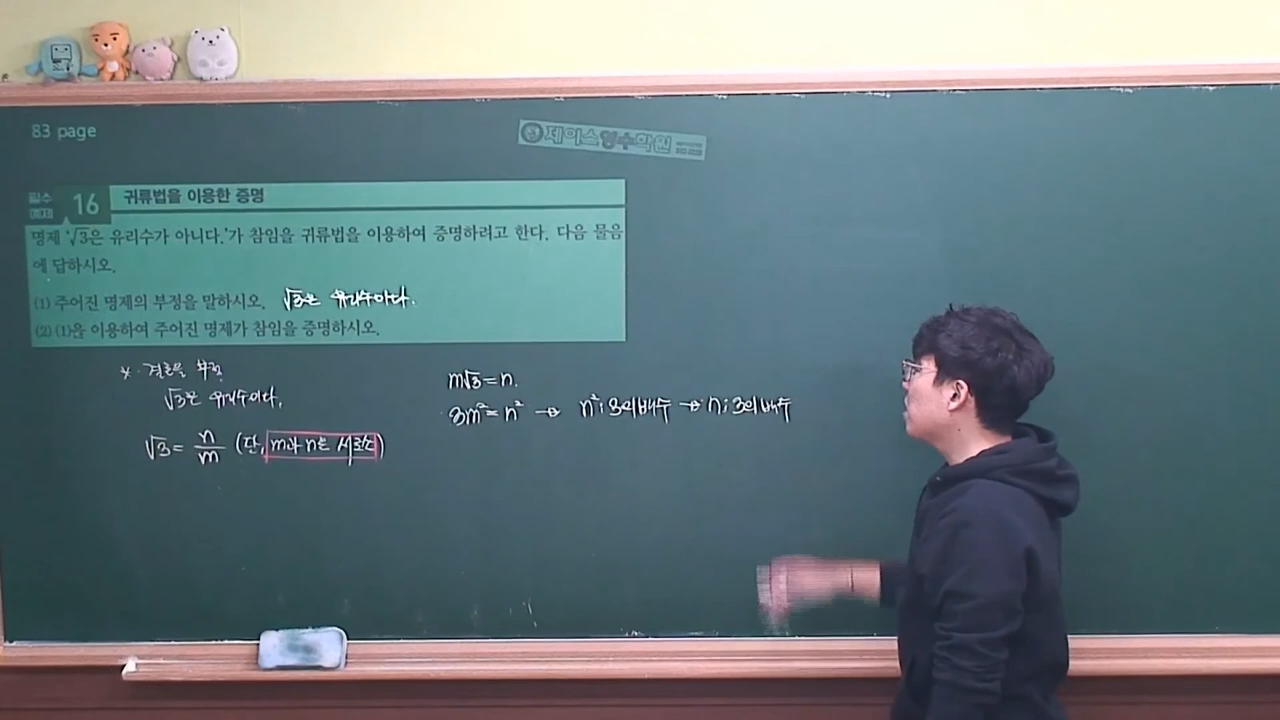 83 page
제이스영수학원
필수 예제 16 귀류법을 이용한 증명
명제 '√3은 유리수가 아니다.'가 참임을 귀류법을 이용하여 증명하려고 한다. 다음 물음
에 답하시오.
(1) 주어진 명제의 부정을 말하시오. √3은 유리수이다.
(2) (1)을 이용하여 주어진 명제가 참임을 증명하시오.
* 결론을 부정
√3은 유리수이다.
√3 = n/m (단, m과 n은 서로소)
m√3 = n.
3m² = n² → n² ; 3의 배수 → n ; 3의 배수